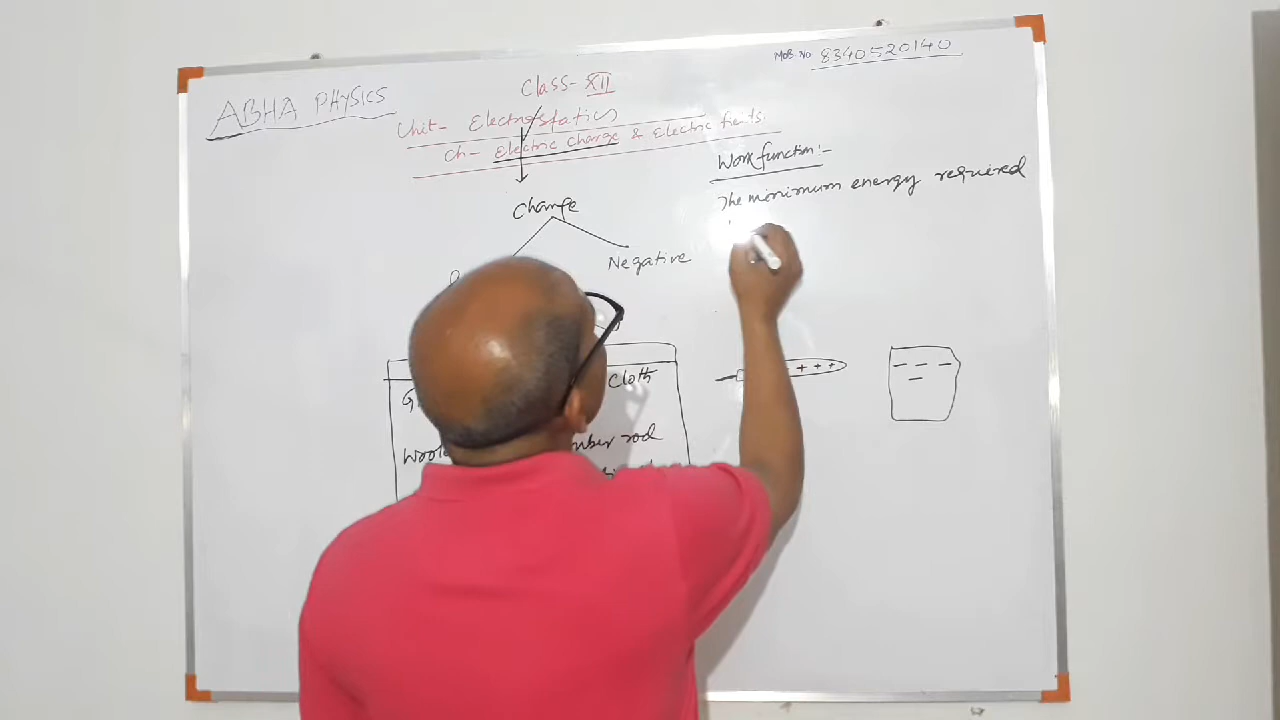 ABHA PHYSICS
Class- XII
MOB NO 8340520140
Unit- Electrostatics
Ch- Electric charge & Electric fields.
Charge
Negative
Cloth
rod
Work function:-
The minimum energy required
+ + +
- - -
-